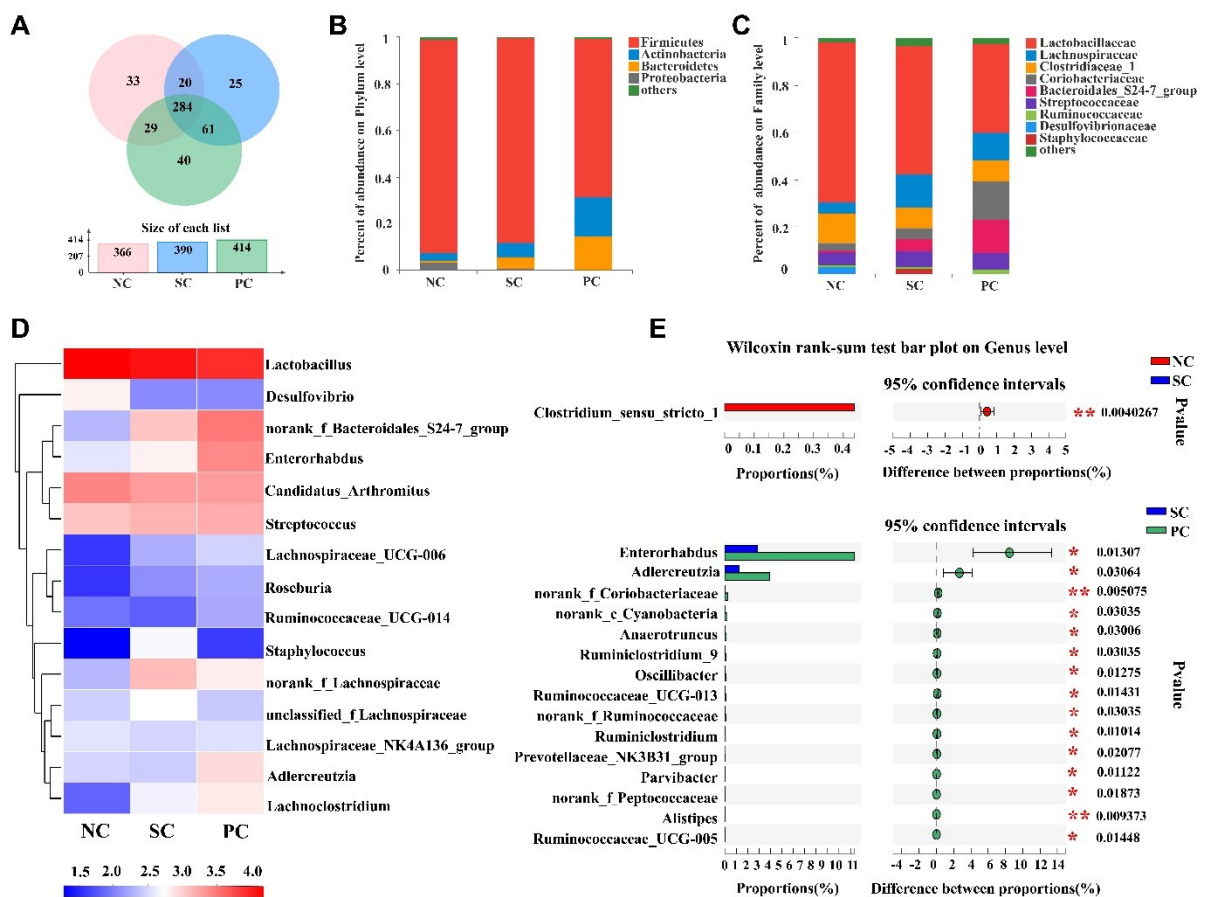 A
33
20
25
284
29
61
40
Size of each list
414
207
0
366
390
414
NC
SC
PC
B
Percent of abundance on Phylum level
1
0.8
0.6
0.4
0.2
0
NC
SC
PC
Firmicutes
Actinobacteria
Bacteroidetes
Proteobacteria
others
C
Percent of abundance on Family level
1
0.8
0.6
0.4
0.2
0
NC
SC
PC
Lactobacillaceae
Lachnospiraceae
Clostridiaceae_1
Coriobacteriaceae
Bacteroidales_S24-7_group
Streptococcaceae
Ruminococcaceae
Desulfovibrionaceae
Staphylococcaceae
others
D
Lactobacillus
Desulfovibrio
norank_f_Bacteroidales_S24-7_group
Enterorhabdus
Candidatus_Arthromitus
Streptococcus
Lachnospiraceae_UCG-006
Roseburia
Ruminococcaceae_UCG-014
Staphylococcus
norank_f_Lachnospiraceae
unclassified_f_Lachnospiraceae
Lachnospiraceae_NK4A136_group
Adlercreutzia
Lachnoclostridium
NC SC PC
1.5 2.0 2.5 3.0 3.5 4.0
E
Wilcoxin rank-sum test bar plot on Genus level
NC
SC
95% confidence intervals
Clostridium_sensu_stricto_1
** 0.0040267
Pvalue
0 0.1 0.2 0.3 0.4
Proportions(%)
-5 -4 -3 -2 -1 0 1 2 3 4 5
Difference between proportions(%)
SC
PC
95% confidence intervals
Enterorhabdus * 0.01307
Adlercreutzia * 0.03064
norank_f_Coriobacteriaceae ** 0.005075
norank_c_Cyanobacteria * 0.03035
Anaerotruncus * 0.03006
Ruminiclostridium_9 * 0.03035
Oscillibacter * 0.01275
Ruminococcaceae_UCG-013 * 0.01431
norank_f_Ruminococcaceae * 0.03035
Ruminiclostridium * 0.01014
Prevotellaceae_NK3B31_group * 0.02077
Parvibacter * 0.01122
norank_f_Peptococcaceae * 0.01873
Alistipes ** 0.009373
Ruminococcaceae_UCG-005 * 0.01448
Pvalue
0 1 2 3 4 5 6 7 8 9 10 11
Proportions(%)
-4 -2 0 2 4 6 8 10 12 14
Difference between proportions(%)